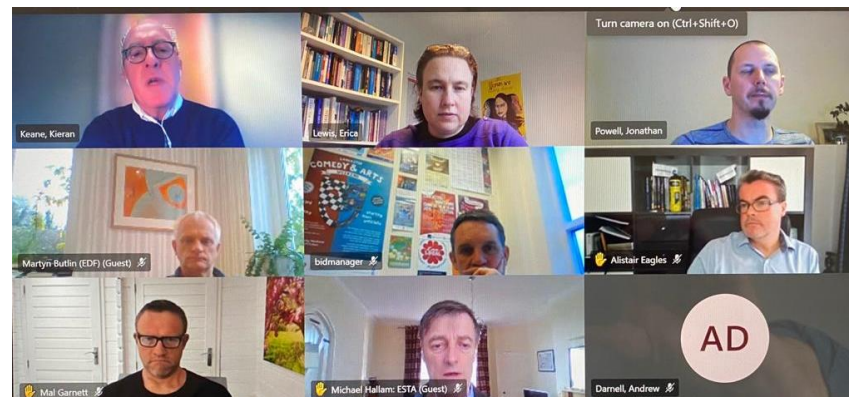 Turn camera on (Ctrl+Shift+O)
Keane, Kieran
Lewis, Erica
Powell, Jonathan
COMEDY & ARTS
Martyn Butlin (EDF) (Guest)
bidmanager
Alistair Eagles
Mal Garnett
Michael Hallam: ESTA (Guest)
AD
Darnell, Andrew